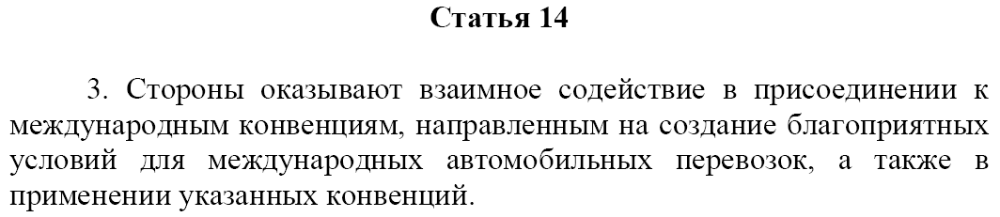 Статья 14
3. Стороны оказывают взаимное содействие в присоединении к
международным конвенциям, направленным на создание благоприятных
условий для международных автомобильных перевозок, а также в
применении указанных конвенций.